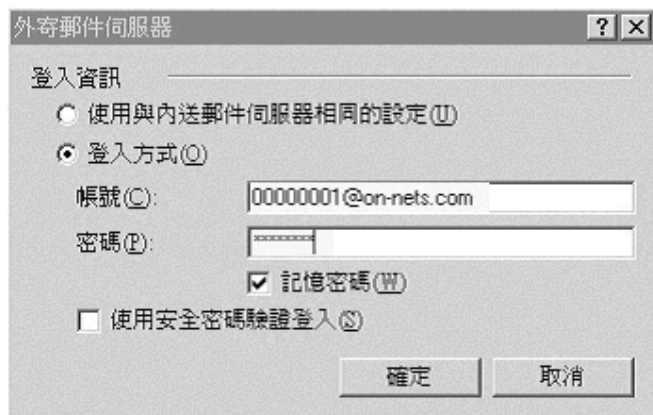 外寄郵件伺服器
登入資訊
使用與內送郵件伺服器相同的設定(U)
登入方式(O)
帳號(C): 00000001@on-nets.com
密碼(P): ********
記憶密碼(W)
使用安全密碼驗證登入(S)
確定 取消